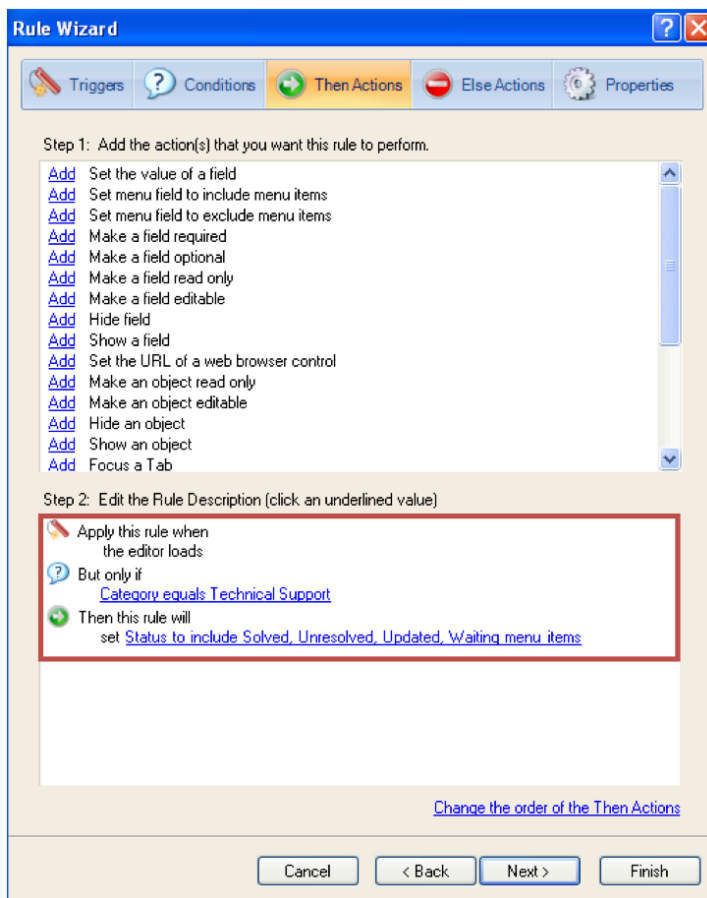 Rule Wizard
Triggers Conditions Then Actions Else Actions Properties
Step 1: Add the action(s) that you want this rule to perform.
Add Set the value of a field
Add Set menu field to include menu items
Add Set menu field to exclude menu items
Add Make a field required
Add Make a field optional
Add Make a field read only
Add Make a field editable
Add Hide field
Add Show a field
Add Set the URL of a web browser control
Add Make an object read only
Add Make an object editable
Add Hide an object
Add Show an object
Add Focus a Tab
Step 2: Edit the Rule Description (click an underlined value)
Apply this rule when
the editor loads
But only if
Category equals Technical Support
Then this rule will
set Status to include Solved, Unresolved, Updated, Waiting menu items
Change the order of the Then Actions
Cancel < Back Next > Finish